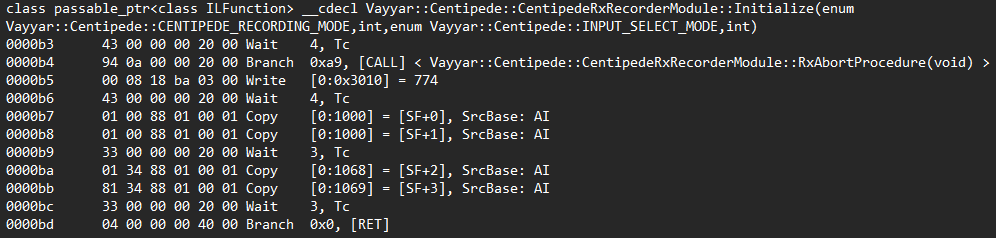 class passable_ptr<class ILFunction> __cdecl Vayyar::Centipede::CentipedeRxRecorderModule::Initialize(enum
Vayyar::Centipede::CENTIPEDE_RECORDING_MODE,int,enum Vayyar::Centipede::INPUT_SELECT_MODE,int)
0000b3 43 00 00 00 20 00 Wait 4, Tc
0000b4 94 0a 00 00 20 00 Branch 0xa9, [CALL] < Vayyar::Centipede::CentipedeRxRecorderModule::RxAbortProcedure(void) >
0000b5 00 08 18 ba 03 00 Write [0:0x3010] = 774
0000b6 43 00 00 00 20 00 Wait 4, Tc
0000b7 01 00 88 01 00 01 Copy [0:1000] = [SF+0], SrcBase: AI
0000b8 01 00 88 01 00 01 Copy [0:1000] = [SF+1], SrcBase: AI
0000b9 33 00 00 00 20 00 Wait 3, Tc
0000ba 01 34 88 01 00 01 Copy [0:1068] = [SF+2], SrcBase: AI
0000bb 81 34 88 01 00 01 Copy [0:1069] = [SF+3], SrcBase: AI
0000bc 33 00 00 00 20 00 Wait 3, Tc
0000bd 04 00 00 00 40 00 Branch 0x0, [RET]